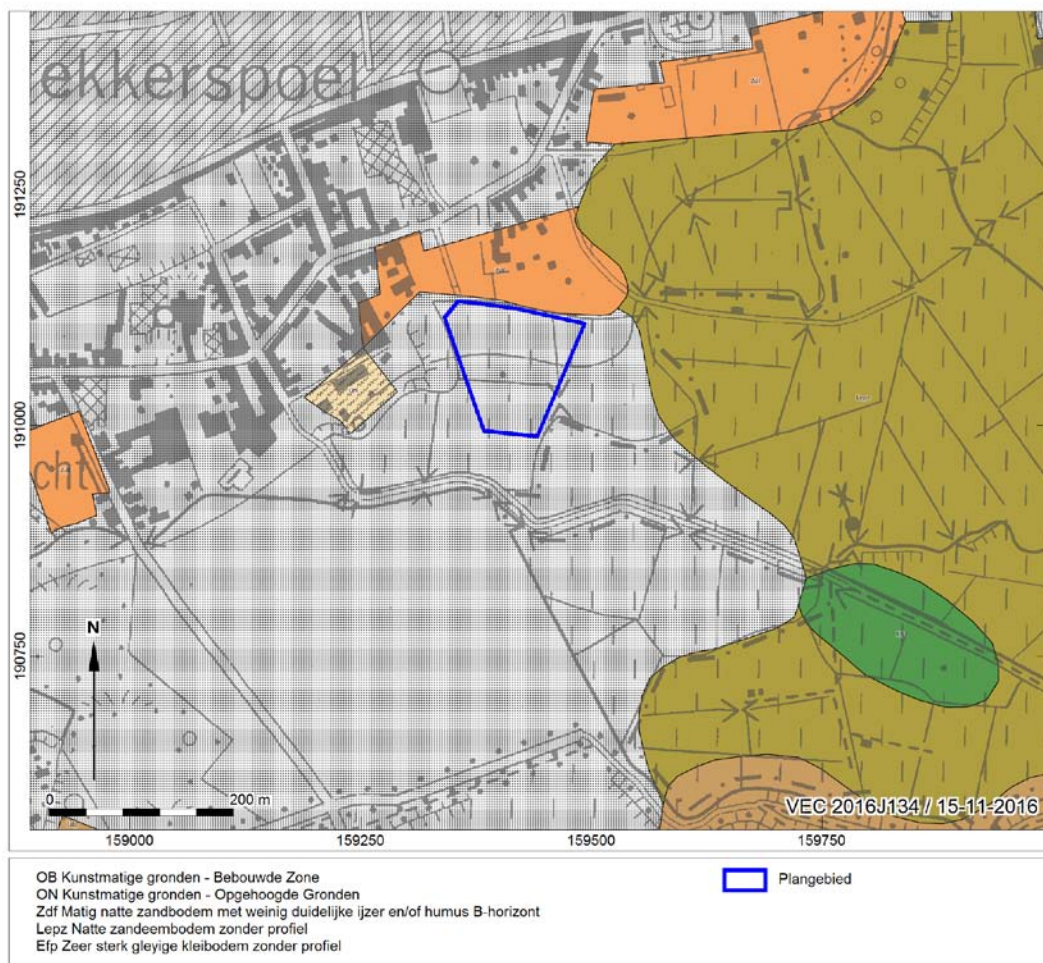 ekkerspoel
191250
191000
cht
190750
N
0
200 m
VEC 2016J134 / 15-11-2016
159000
159250
159500
159750
OB Kunstmatige gronden - Bebouwde Zone
ON Kunstmatige gronden - Opgehoogde Gronden
Zdf Matig natte zandbodem met weinig duidelijke ijzer en/of humus B-horizont
Lepz Natte zandeembodem zonder profiel
Efp Zeer sterk gleyige kleibodem zonder profiel
Plangebied